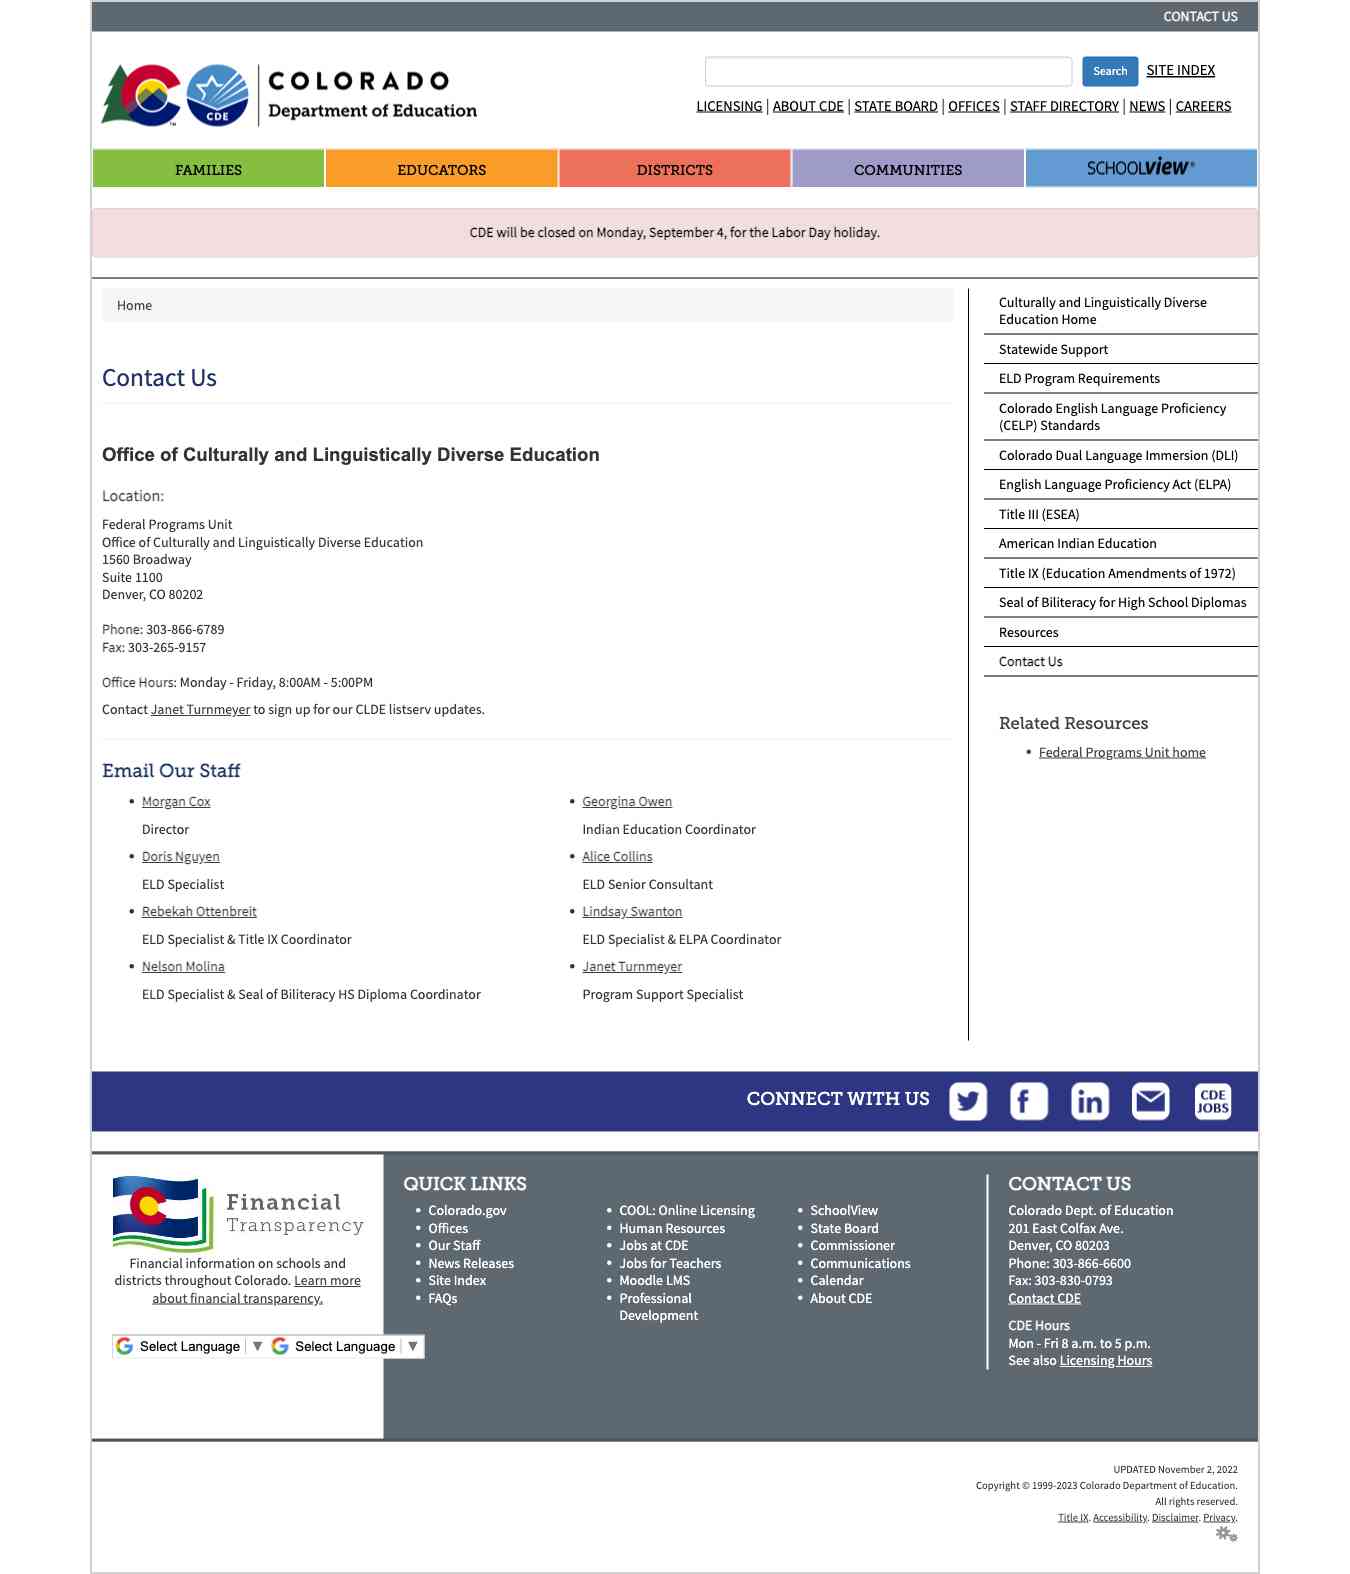 CONTACT US
COLORADO
Department of Education
CDE
TM
Search
SITE INDEX
LICENSING | ABOUT CDE | STATE BOARD | OFFICES | STAFF DIRECTORY | NEWS | CAREERS
FAMILIES
EDUCATORS
DISTRICTS
COMMUNITIES
SCHOOLVIEW®
CDE will be closed on Monday, September 4, for the Labor Day holiday.
Home
Contact Us
Office of Culturally and Linguistically Diverse Education
Location:
Federal Programs Unit
Office of Culturally and Linguistically Diverse Education
1560 Broadway
Suite 1100
Denver, CO 80202
Phone: 303-866-6789
Fax: 303-265-9157
Office Hours: Monday - Friday, 8:00AM - 5:00PM
Contact Janet Turnmeyer to sign up for our CLDE listserv updates.
Email Our Staff
• Morgan Cox
Director
• Doris Nguyen
ELD Specialist
• Rebekah Ottenbreit
ELD Specialist & Title IX Coordinator
• Nelson Molina
ELD Specialist & Seal of Biliteracy HS Diploma Coordinator
• Georgina Owen
Indian Education Coordinator
• Alice Collins
ELD Senior Consultant
• Lindsay Swanton
ELD Specialist & ELPA Coordinator
• Janet Turnmeyer
Program Support Specialist
Culturally and Linguistically Diverse
Education Home
Statewide Support
ELD Program Requirements
Colorado English Language Proficiency
(CELP) Standards
Colorado Dual Language Immersion (DLI)
English Language Proficiency Act (ELPA)
Title III (ESEA)
American Indian Education
Title IX (Education Amendments of 1972)
Seal of Biliteracy for High School Diplomas
Resources
Contact Us
Related Resources
• Federal Programs Unit home
CONNECT WITH US
CDE
JOBS
Financial
Transparency
Financial information on schools and
districts throughout Colorado. Learn more
about financial transparency.
Select Language ▼ Select Language ▼
QUICK LINKS
• Colorado.gov
• Offices
• Our Staff
• News Releases
• Site Index
• FAQs
• COOL: Online Licensing
• Human Resources
• Jobs at CDE
• Jobs for Teachers
• Moodle LMS
• Professional
Development
• SchoolView
• State Board
• Commissioner
• Communications
• Calendar
• About CDE
CONTACT US
Colorado Dept. of Education
201 East Colfax Ave.
Denver, CO 80203
Phone: 303-866-6600
Fax: 303-830-0793
Contact CDE
CDE Hours
Mon - Fri 8 a.m. to 5 p.m.
See also Licensing Hours
UPDATED November 2, 2022
Copyright © 1999-2023 Colorado Department of Education.
All rights reserved.
Title IX. Accessibility. Disclaimer. Privacy.